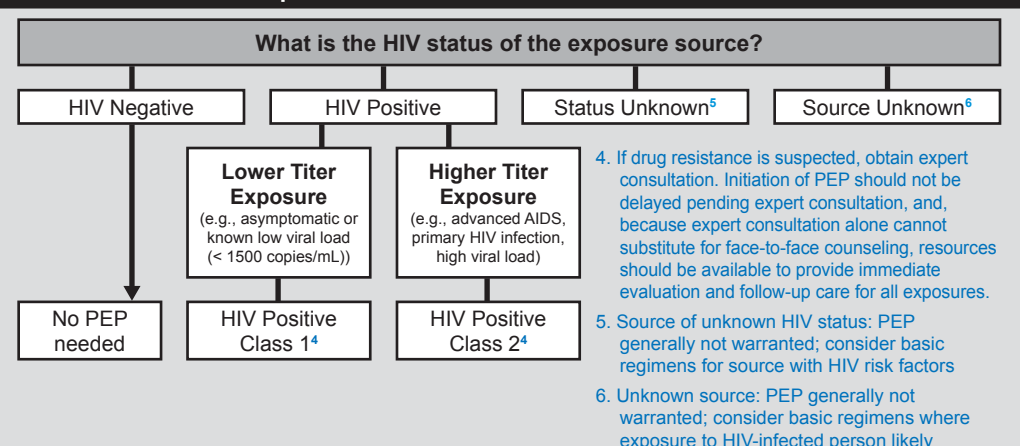 What is the HIV status of the exposure source?
HIV Negative
HIV Positive
Status Unknown5
Source Unknown6
Lower Titer
Exposure
(e.g., asymptomatic or
known low viral load
(< 1500 copies/mL))
Higher Titer
Exposure
(e.g., advanced AIDS,
primary HIV infection,
high viral load)
No PEP
needed
HIV Positive
Class 14
HIV Positive
Class 24
4. If drug resistance is suspected, obtain expert
consultation. Initiation of PEP should not be
delayed pending expert consultation, and,
because expert consultation alone cannot
substitute for face-to-face counseling, resources
should be available to provide immediate
evaluation and follow-up care for all exposures.
5. Source of unknown HIV status: PEP
generally not warranted; consider basic
regimens for source with HIV risk factors
6. Unknown source: PEP generally not
warranted; consider basic regimens where
exposure to HIV-infected person likely